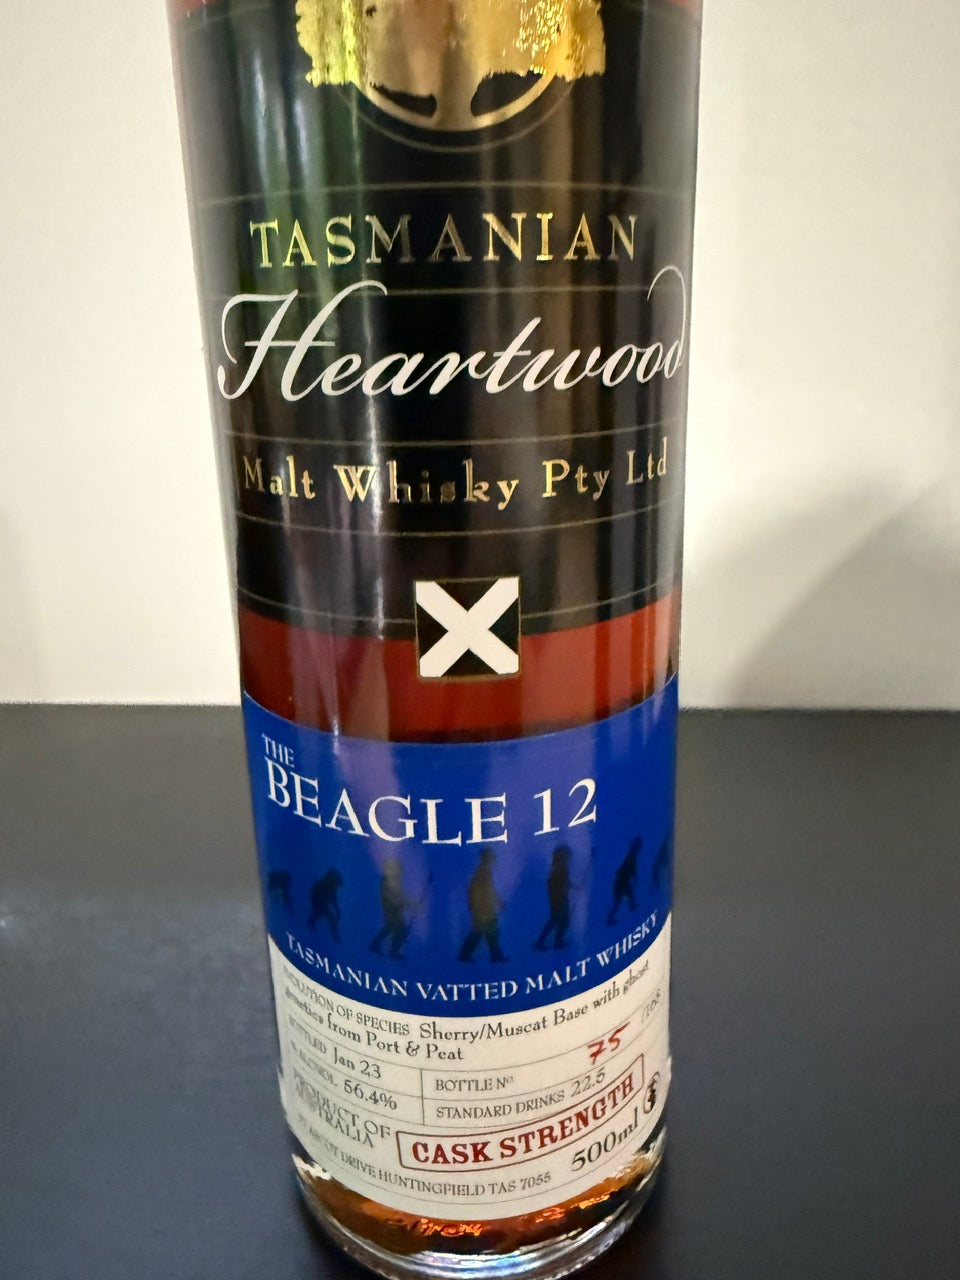 TASMANIAN
Heartwood
Malt Whisky Pty Ltd
THE
BEAGLE 12
TASMANIAN VATTED MALT WHISKY
EVOLUTION OF SPECIES Sherry/Muscat Base with ghost
genetics from Port & Peat
BOTTLED Jan 23
BOTTLE Nº 75
% ALCOHOL 56.4%
STANDARD DRINKS 22.5
PRODUCT OF
AUSTRALIA
CASK STRENGTH
500ml
DRIVE HUNTINGFIELD TAS 7055